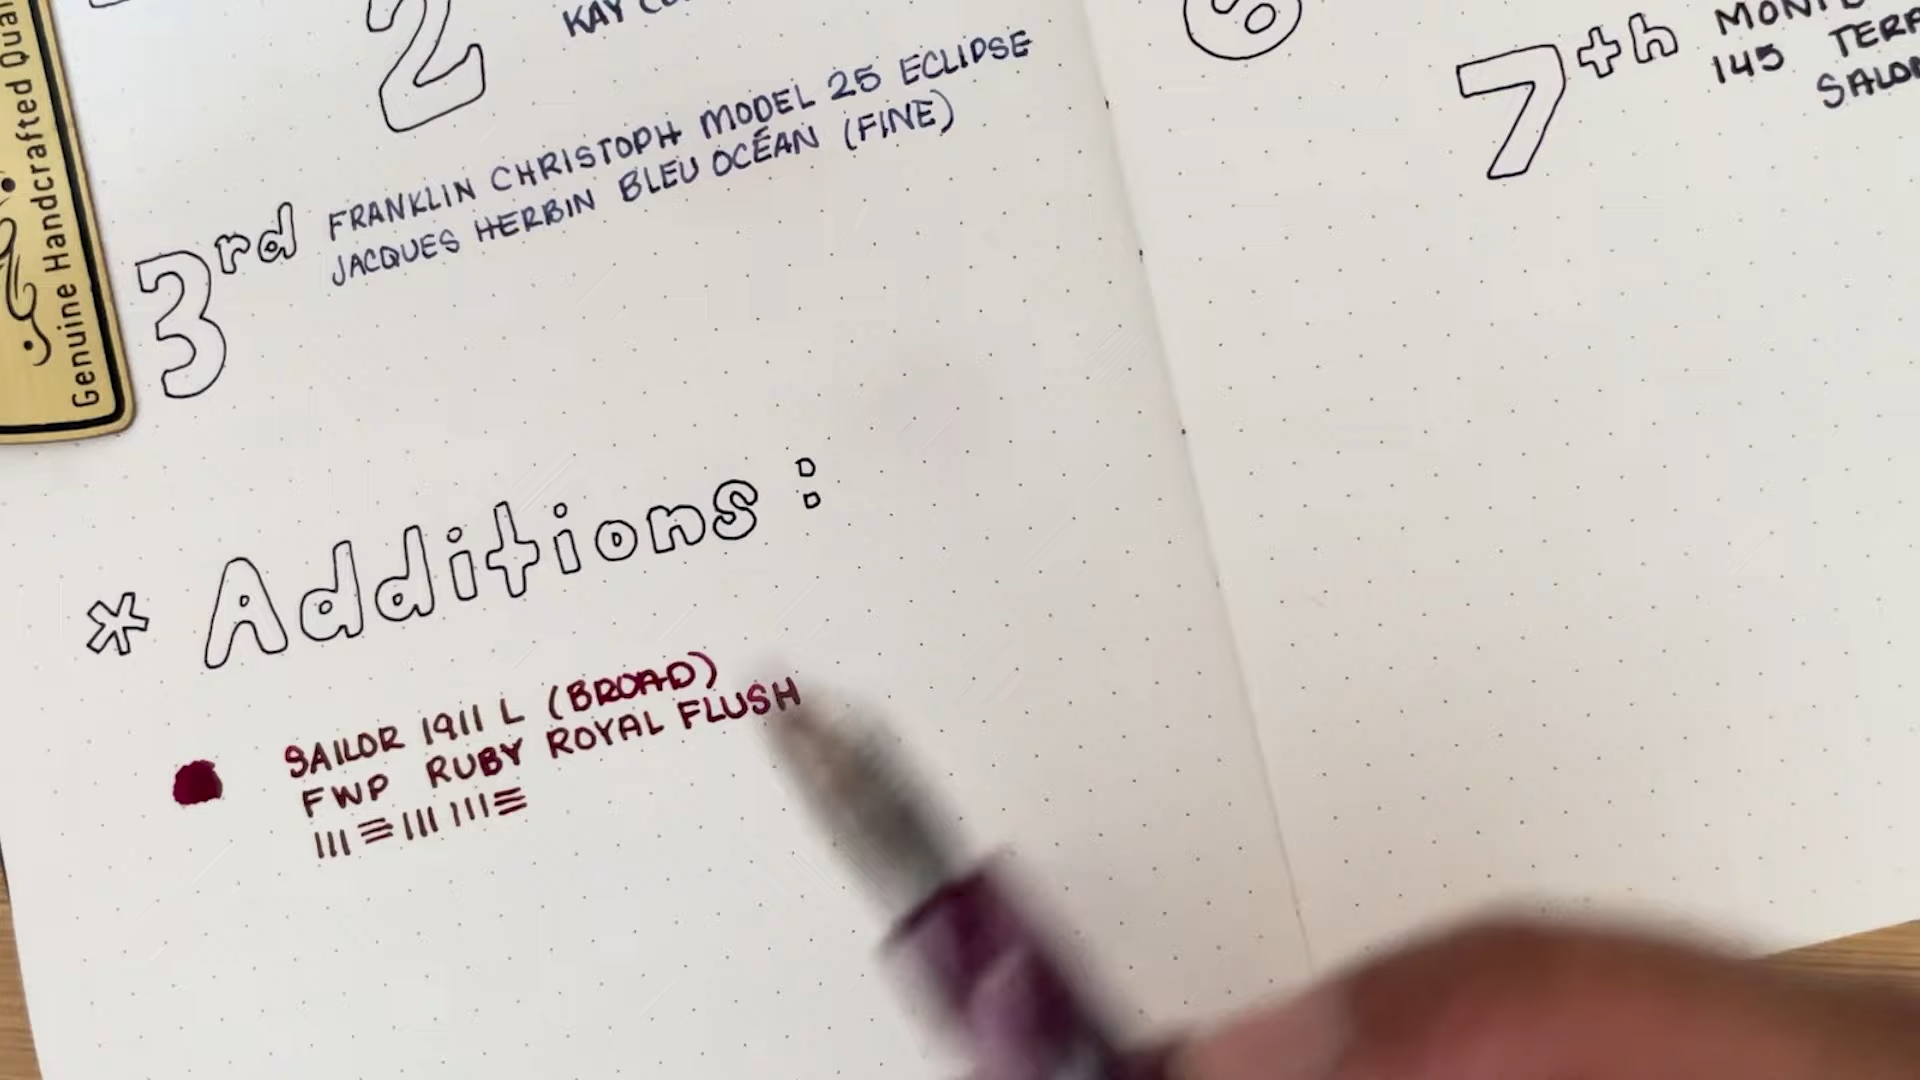 Genuine Handcrafted
2
KAY
3rd
FRANKLIN CHRISTOPH MODEL 25 ECLIPSE
JACQUES HERBIN BLEU OCÉAN (FINE)
* Additions:
SAILOR 1911 L (BROAD)
FWP RUBY ROYAL FLUSH
7th
145